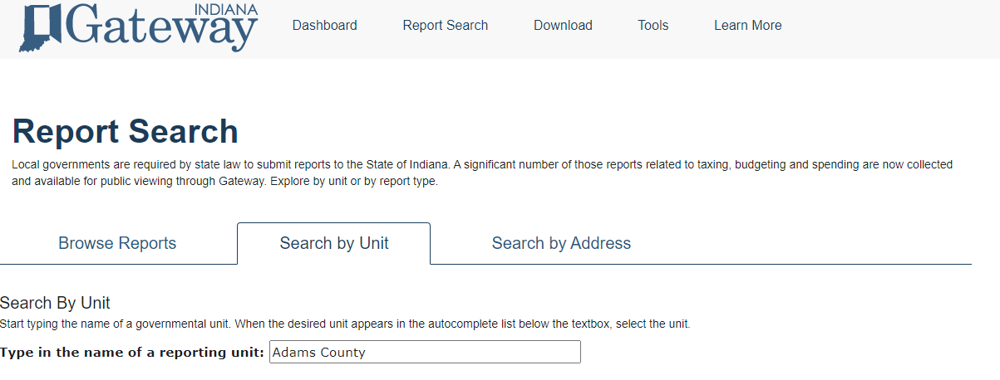 INDIANA
Gateway
Dashboard Report Search Download Tools Learn More
Report Search
Local governments are required by state law to submit reports to the State of Indiana. A significant number of those reports related to taxing, budgeting and spending are now collected
and available for public viewing through Gateway. Explore by unit or by report type.
Browse Reports Search by Unit Search by Address
Search By Unit
Start typing the name of a governmental unit. When the desired unit appears in the autocomplete list below the textbox, select the unit.
Type in the name of a reporting unit: Adams County